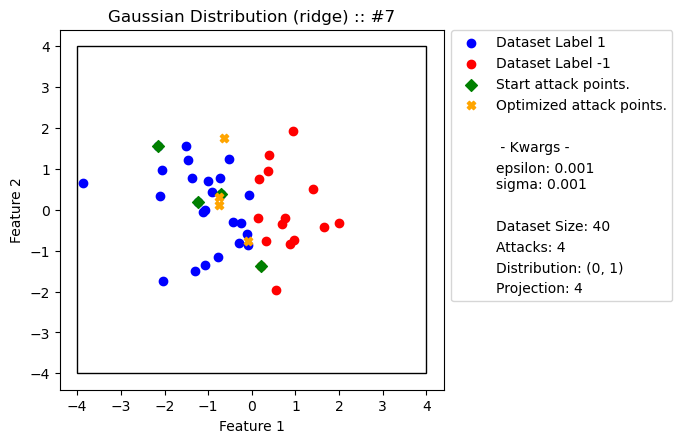 Gaussian Distribution (ridge) :: #7
4
3
2
1
0
−1
−2
−3
−4
Feature 2
−4 −3 −2 −1 0 1 2 3 4
Feature 1
Dataset Label 1
Dataset Label -1
Start attack points.
Optimized attack points.
- Kwargs -
epsilon: 0.001
sigma: 0.001
Dataset Size: 40
Attacks: 4
Distribution: (0, 1)
Projection: 4